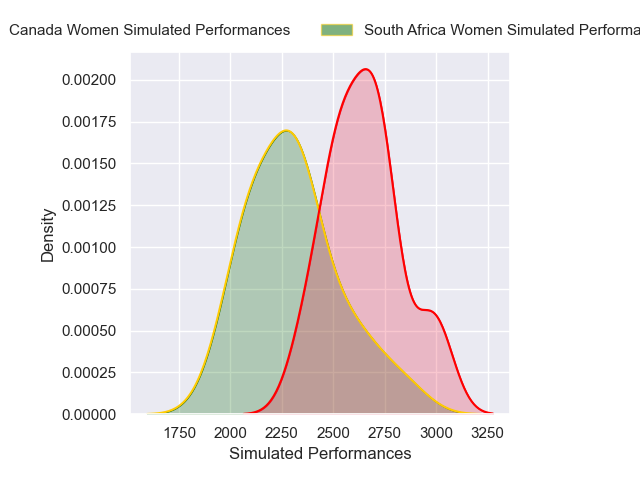 Canada Women Simulated Performances South Africa Women Simulated Performa
0.00200
0.00175
0.00150
0.00125
0.00100
0.00075
0.00050
0.00025
0.00000
Density
1750 2000 2250 2500 2750 3000 3250
Simulated Performances